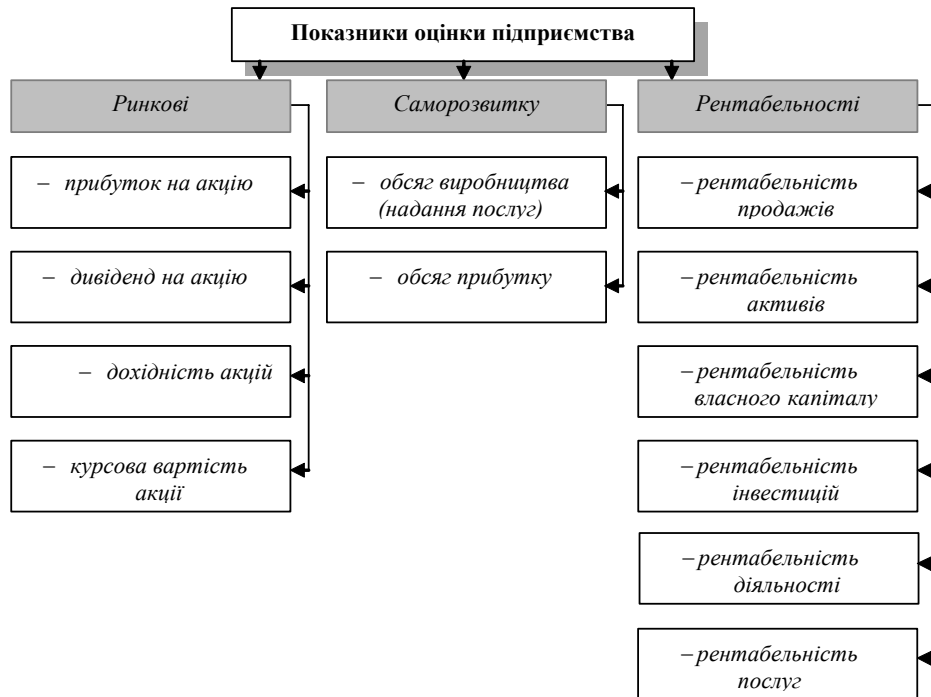 Показники оцінки підприємства
Ринкові
– прибуток на акцію
– дивіденд на акцію
– дохідність акцій
– курсова вартість
акції
Саморозвитку
– обсяг виробництва
(надання послуг)
– обсяг прибутку
Рентабельності
– рентабельність
продажів
– рентабельність
активів
– рентабельність
власного капіталу
– рентабельність
інвестицій
– рентабельність
діяльності
– рентабельність
послуг